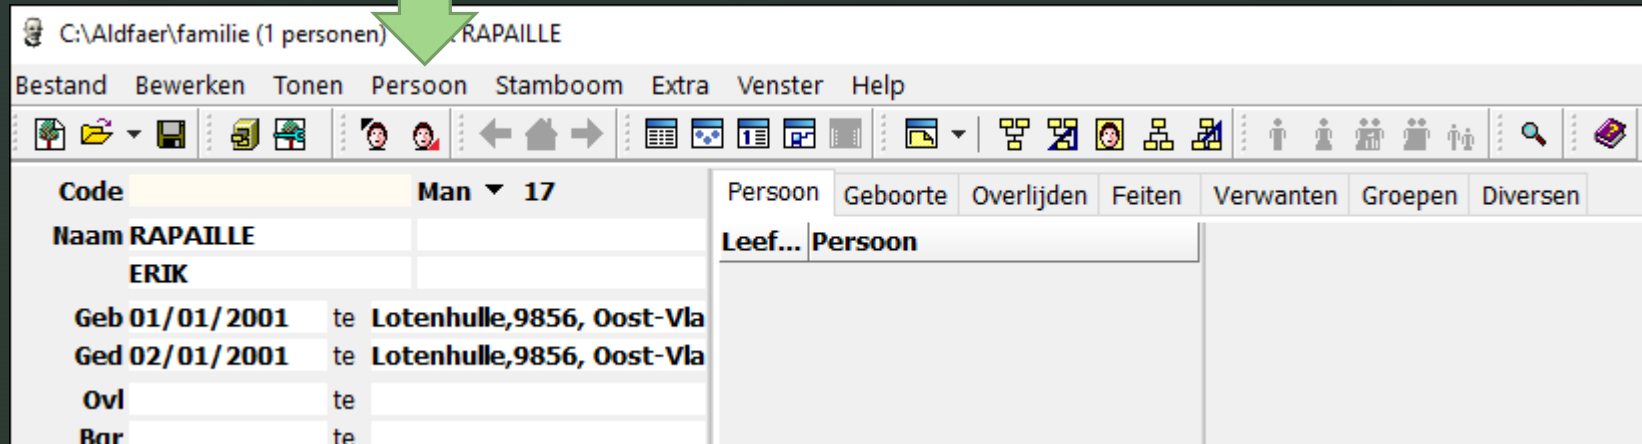 C:\Aldfaer\familie (1 personen) RAPAILLE
Bestand Bewerken Tonen Persoon Stamboom Extra Venster Help
Code Man 17
Naam RAPAILLE
ERIK
Geb 01/01/2001 te Lotenhulle,9856, Oost-Vla
Ged 02/01/2001 te Lotenhulle,9856, Oost-Vla
Ovl te
Bgr te
Persoon Geboorte Overlijden Feiten Verwanten Groepen Diversen
Leef... Persoon